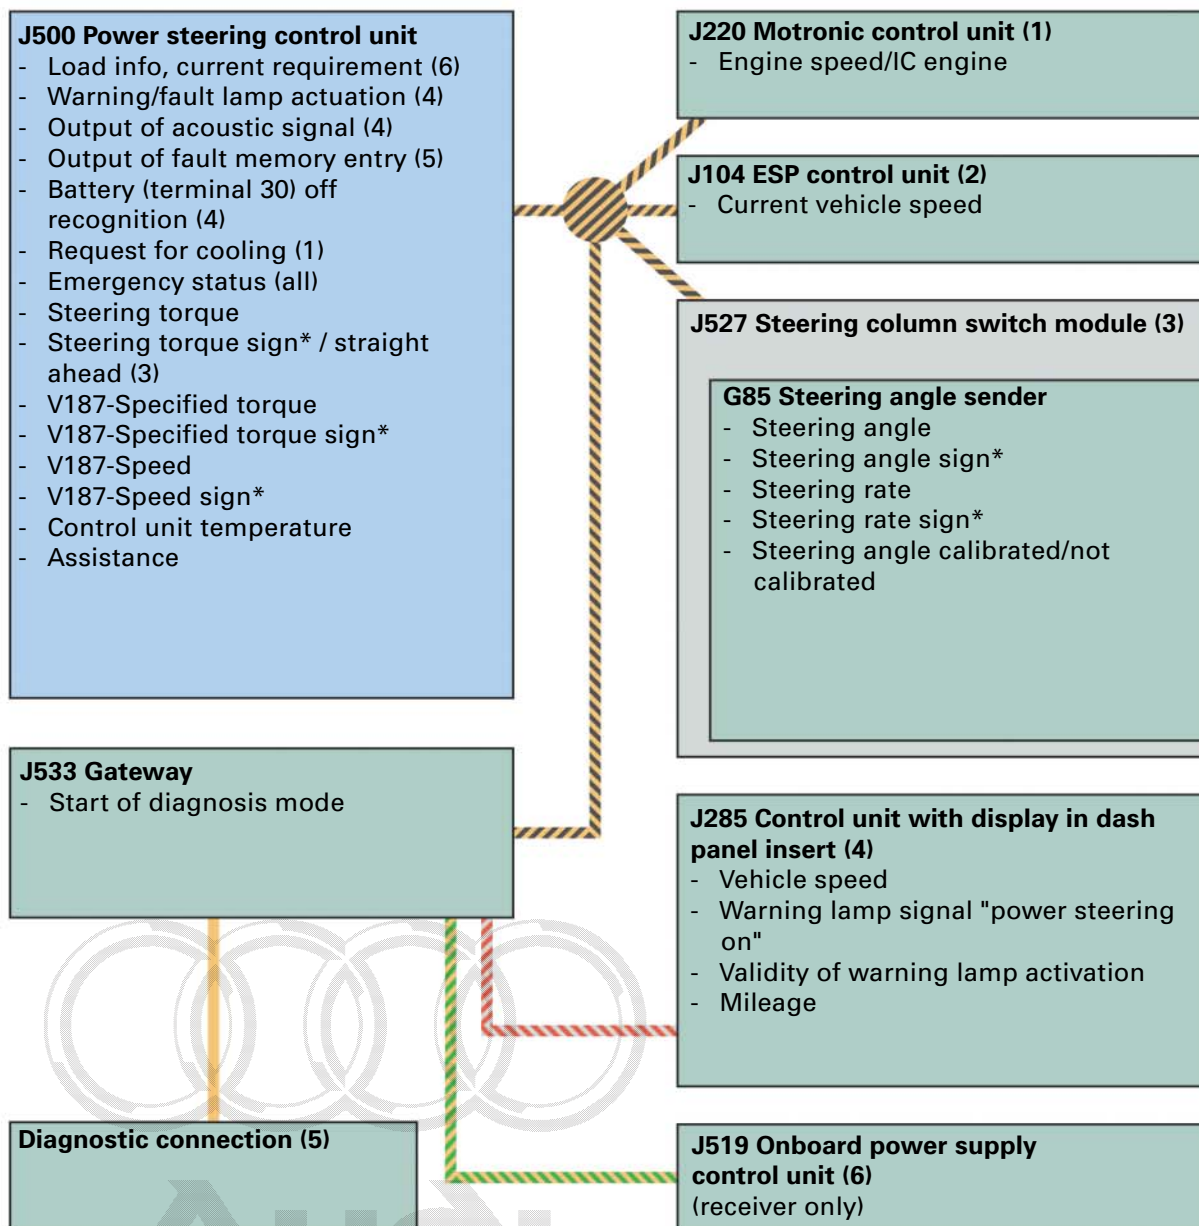 J500 Power steering control unit
- Load info, current requirement (6)
- Warning/fault lamp actuation (4)
- Output of acoustic signal (4)
- Output of fault memory entry (5)
- Battery (terminal 30) off
recognition (4)
- Request for cooling (1)
- Emergency status (all)
- Steering torque
- Steering torque sign* / straight
ahead (3)
- V187-Specified torque
- V187-Specified torque sign*
- V187-Speed
- V187-Speed sign*
- Control unit temperature
- Assistance
J220 Motronic control unit (1)
- Engine speed/IC engine
J104 ESP control unit (2)
- Current vehicle speed
J527 Steering column switch module (3)
G85 Steering angle sender
- Steering angle
- Steering angle sign*
- Steering rate
- Steering rate sign*
- Steering angle calibrated/not
calibrated
J533 Gateway
- Start of diagnosis mode
J285 Control unit with display in dash
panel insert (4)
- Vehicle speed
- Warning lamp signal "power steering
on"
- Validity of warning lamp activation
- Mileage
Diagnostic connection (5)
J519 Onboard power supply
control unit (6)
(receiver only)
Audi